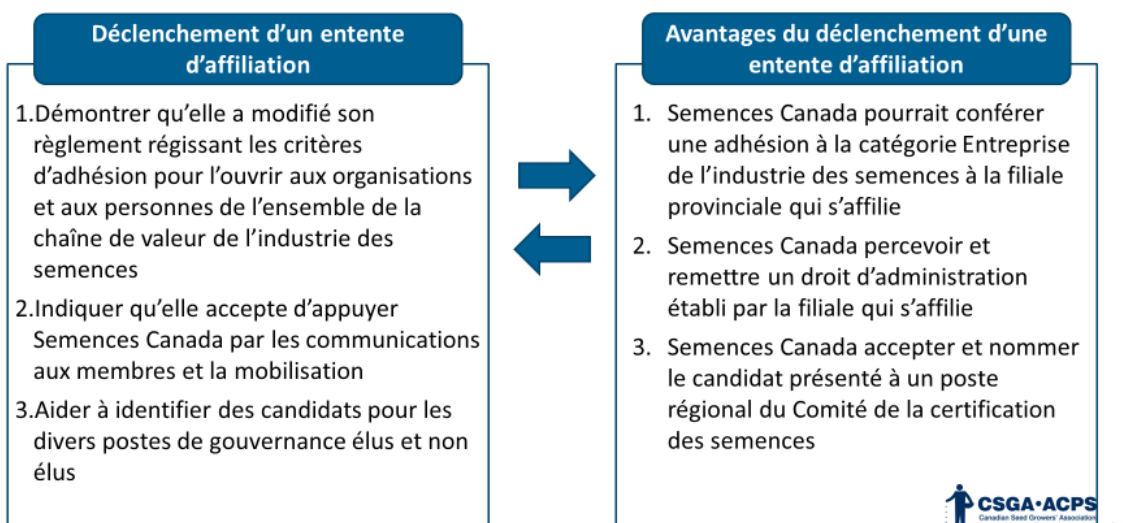 Déclenchement d’un entente
d’affiliation
1.Démontrer qu’elle a modifié son
règlement régissant les critères
d’adhésion pour l’ouvrir aux organisations
et aux personnes de l’ensemble de la
chaîne de valeur de l’industrie des
semences
2.Indiquer qu’elle accepte d’appuyer
Semences Canada par les communications
aux membres et la mobilisation
3.Aider à identifier des candidats pour les
divers postes de gouvernance élus et non
élus
Avantages du déclenchement d’une
entente d’affiliation
1. Semences Canada pourrait conférer
une adhésion à la catégorie Entreprise
de l’industrie des semences à la filiale
provinciale qui s’affilie
2. Semences Canada percevoir et
remettre un droit d’administration
établi par la filiale qui s’affilie
3. Semences Canada accepter et nommer
le candidat présenté à un poste
régional du Comité de la certification
des semences
CSGA•ACPS
Canadian Seed Growers’ Association